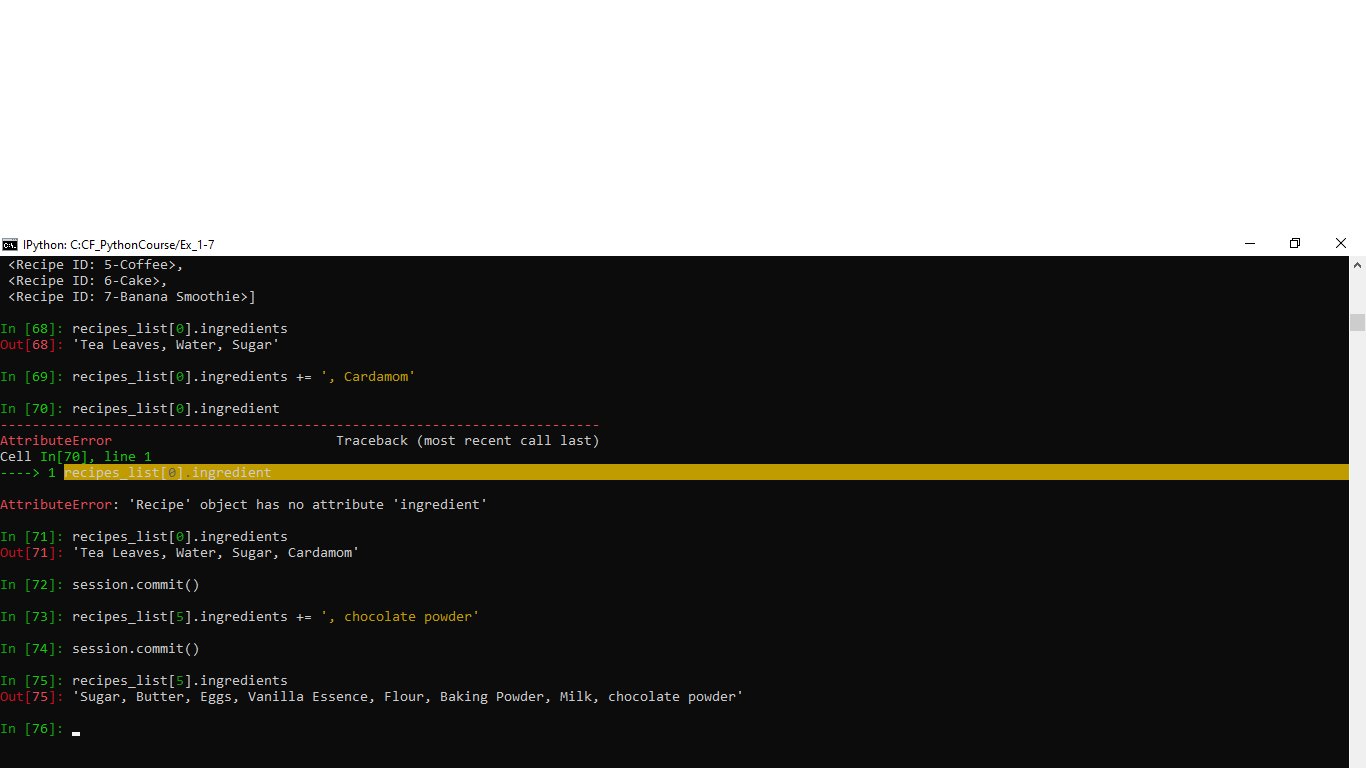 IPython: C:CF_PythonCourse/Ex_1-7
<Recipe ID: 5-Coffee>,
<Recipe ID: 6-Cake>,
<Recipe ID: 7-Banana Smoothie>]
In [68]: recipes_list[0].ingredients
Out[68]: 'Tea Leaves, Water, Sugar'
In [69]: recipes_list[0].ingredients += ', Cardamom'
In [70]: recipes_list[0].ingredient
---------------------------------------------------------------------------
AttributeError                            Traceback (most recent call last)
Cell In[70], line 1
----> 1 recipes_list[0].ingredient
AttributeError: 'Recipe' object has no attribute 'ingredient'
In [71]: recipes_list[0].ingredients
Out[71]: 'Tea Leaves, Water, Sugar, Cardamom'
In [72]: session.commit()
In [73]: recipes_list[5].ingredients += ', chocolate powder'
In [74]: session.commit()
In [75]: recipes_list[5].ingredients
Out[75]: 'Sugar, Butter, Eggs, Vanilla Essence, Flour, Baking Powder, Milk, chocolate powder'
In [76]: